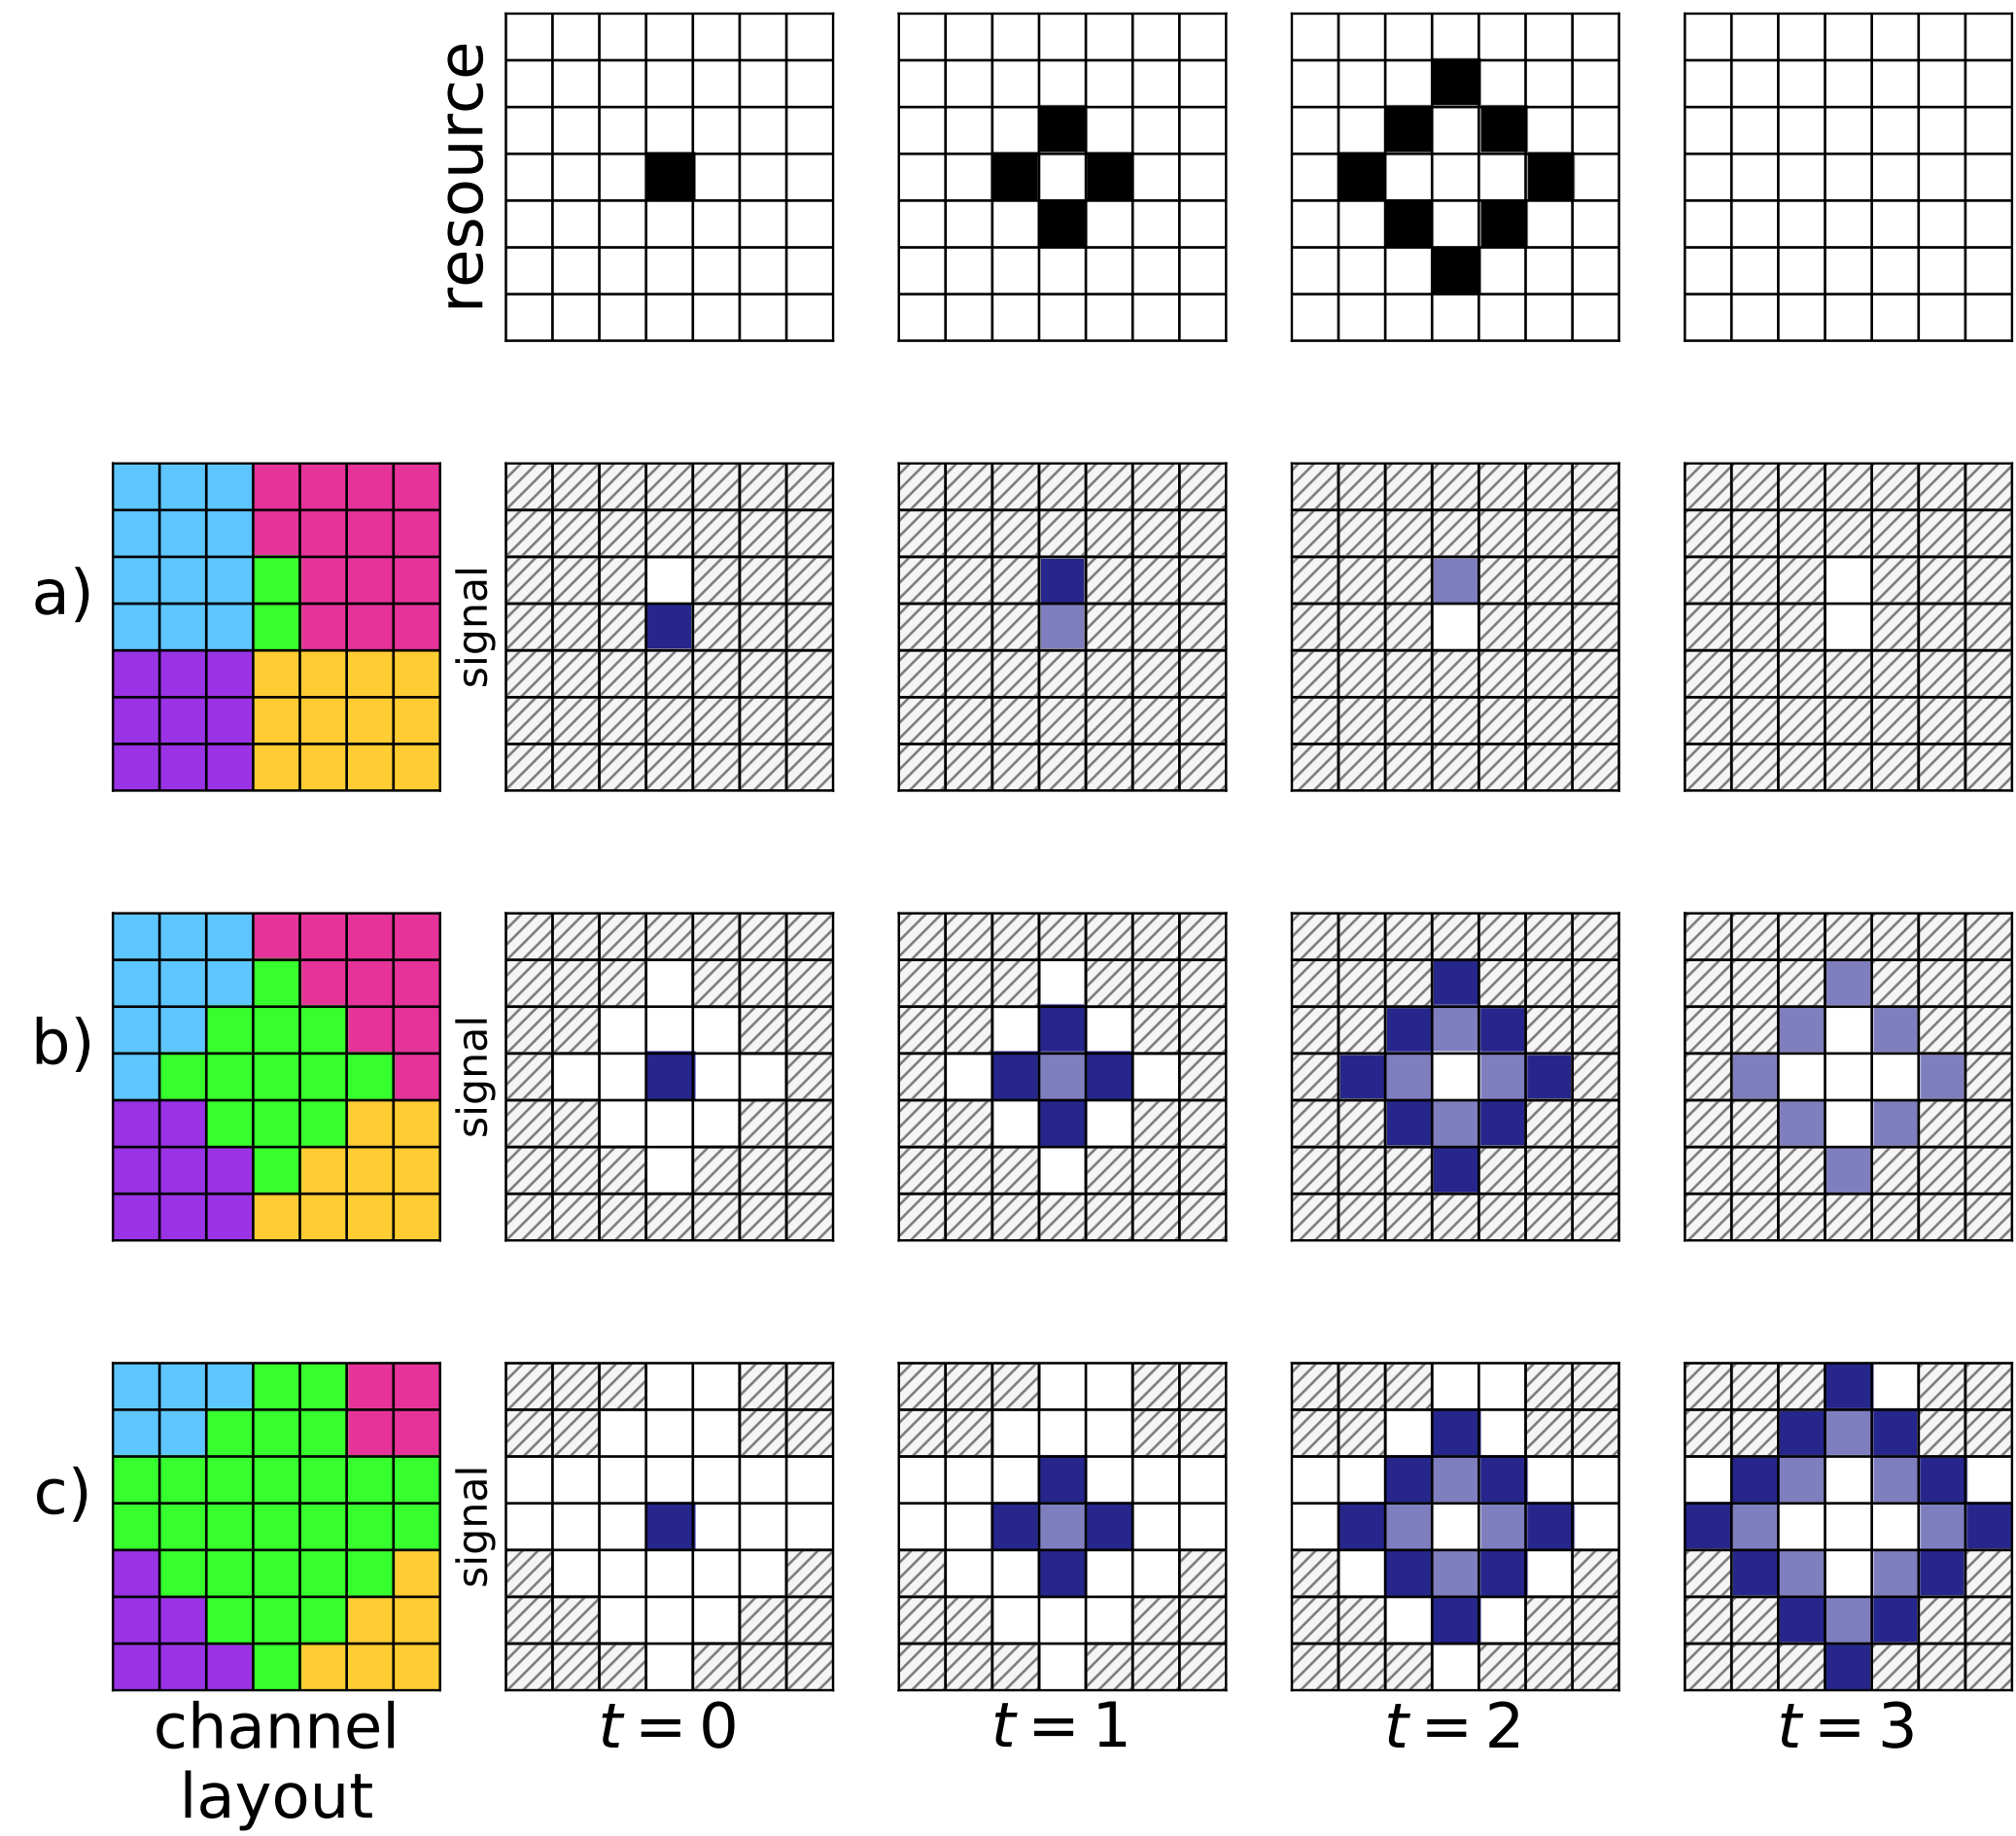 resource
a)
signal
b)
signal
c)
signal
channel
layout
t = 0
t = 1
t = 2
t = 3